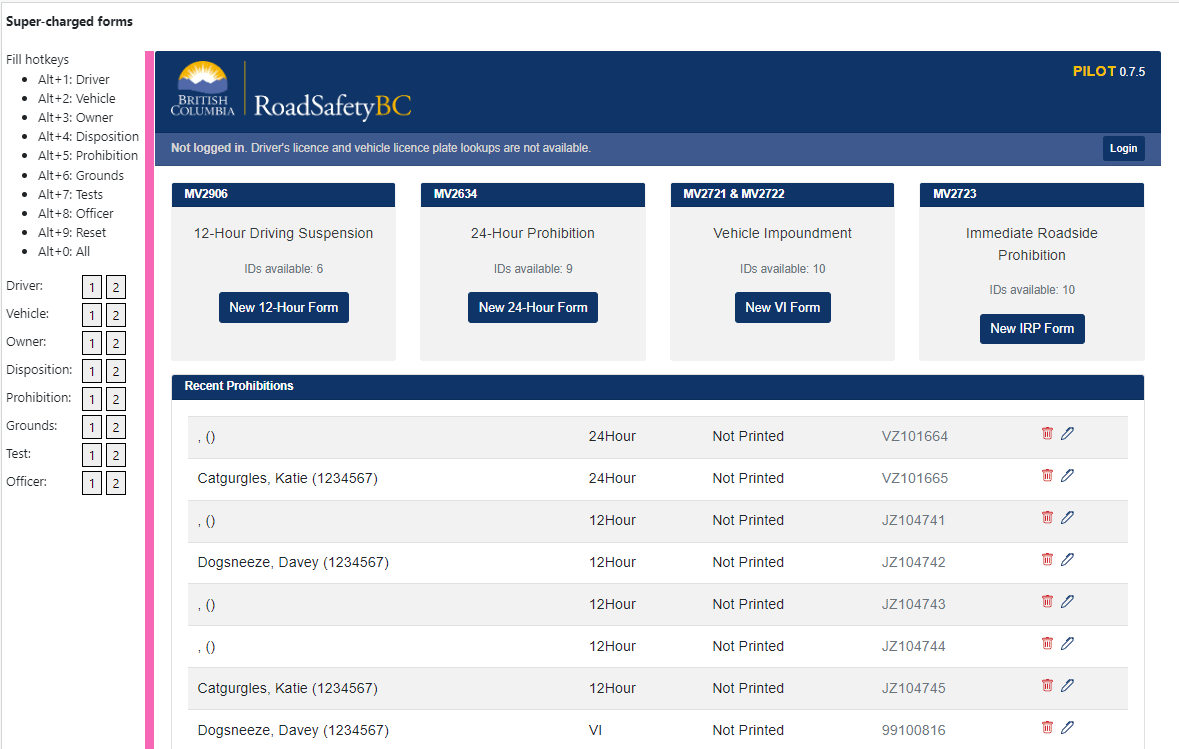 Super-charged forms
Fill hotkeys
Alt+1: Driver
Alt+2: Vehicle
Alt+3: Owner
Alt+4: Disposition
Alt+5: Prohibition
Alt+6: Grounds
Alt+7: Tests
Alt+8: Officer
Alt+9: Reset
Alt+0: All
Driver: 1 2
Vehicle: 1 2
Owner: 1 2
Disposition: 1 2
Prohibition: 1 2
Grounds: 1 2
Test: 1 2
Officer: 1 2
BRITISH
COLUMBIA
RoadSafetyBC
PILOT 0.7.5
Not logged in. Driver's licence and vehicle licence plate lookups are not available.
Login
MV2906
12-Hour Driving Suspension
IDs available: 6
New 12-Hour Form
MV2634
24-Hour Prohibition
IDs available: 9
New 24-Hour Form
MV2721 & MV2722
Vehicle Impoundment
IDs available: 10
New VI Form
MV2723
Immediate Roadside
Prohibition
IDs available: 10
New IRP Form
Recent Prohibitions
, () 24Hour Not Printed VZ101664
Catgurgles, Katie (1234567) 24Hour Not Printed VZ101665
, () 12Hour Not Printed JZ104741
Dogsneeze, Davey (1234567) 12Hour Not Printed JZ104742
, () 12Hour Not Printed JZ104743
, () 12Hour Not Printed JZ104744
Catgurgles, Katie (1234567) 12Hour Not Printed JZ104745
Dogsneeze, Davey (1234567) VI Not Printed 99100816